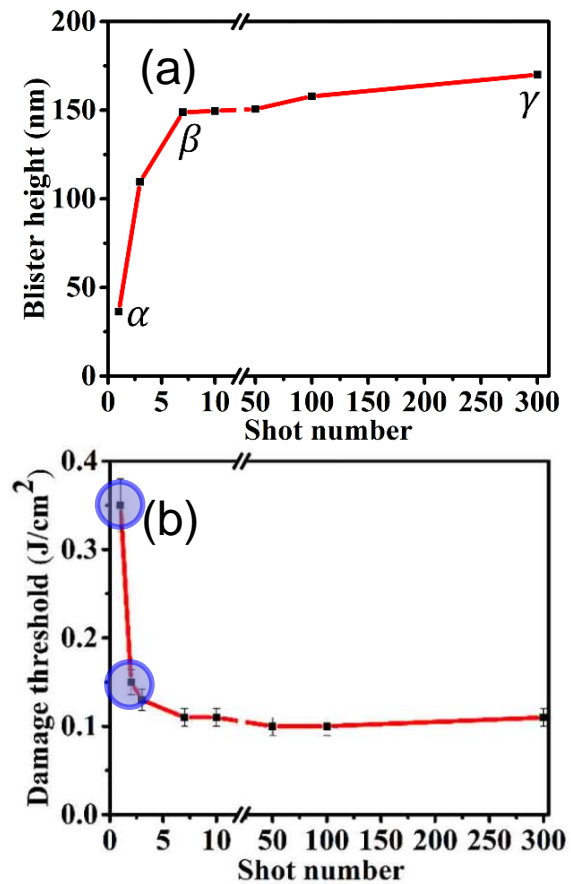 200
(a)
150
β
γ
100
Blister height (nm)
50
α
0
0 5 10 50 100 150 200 250 300
Shot number
0.4
(b)
0.3
Damage threshold (J/cm²)
0.2
0.1
0.0
0 5 10 50 100 150 200 250 300
Shot number